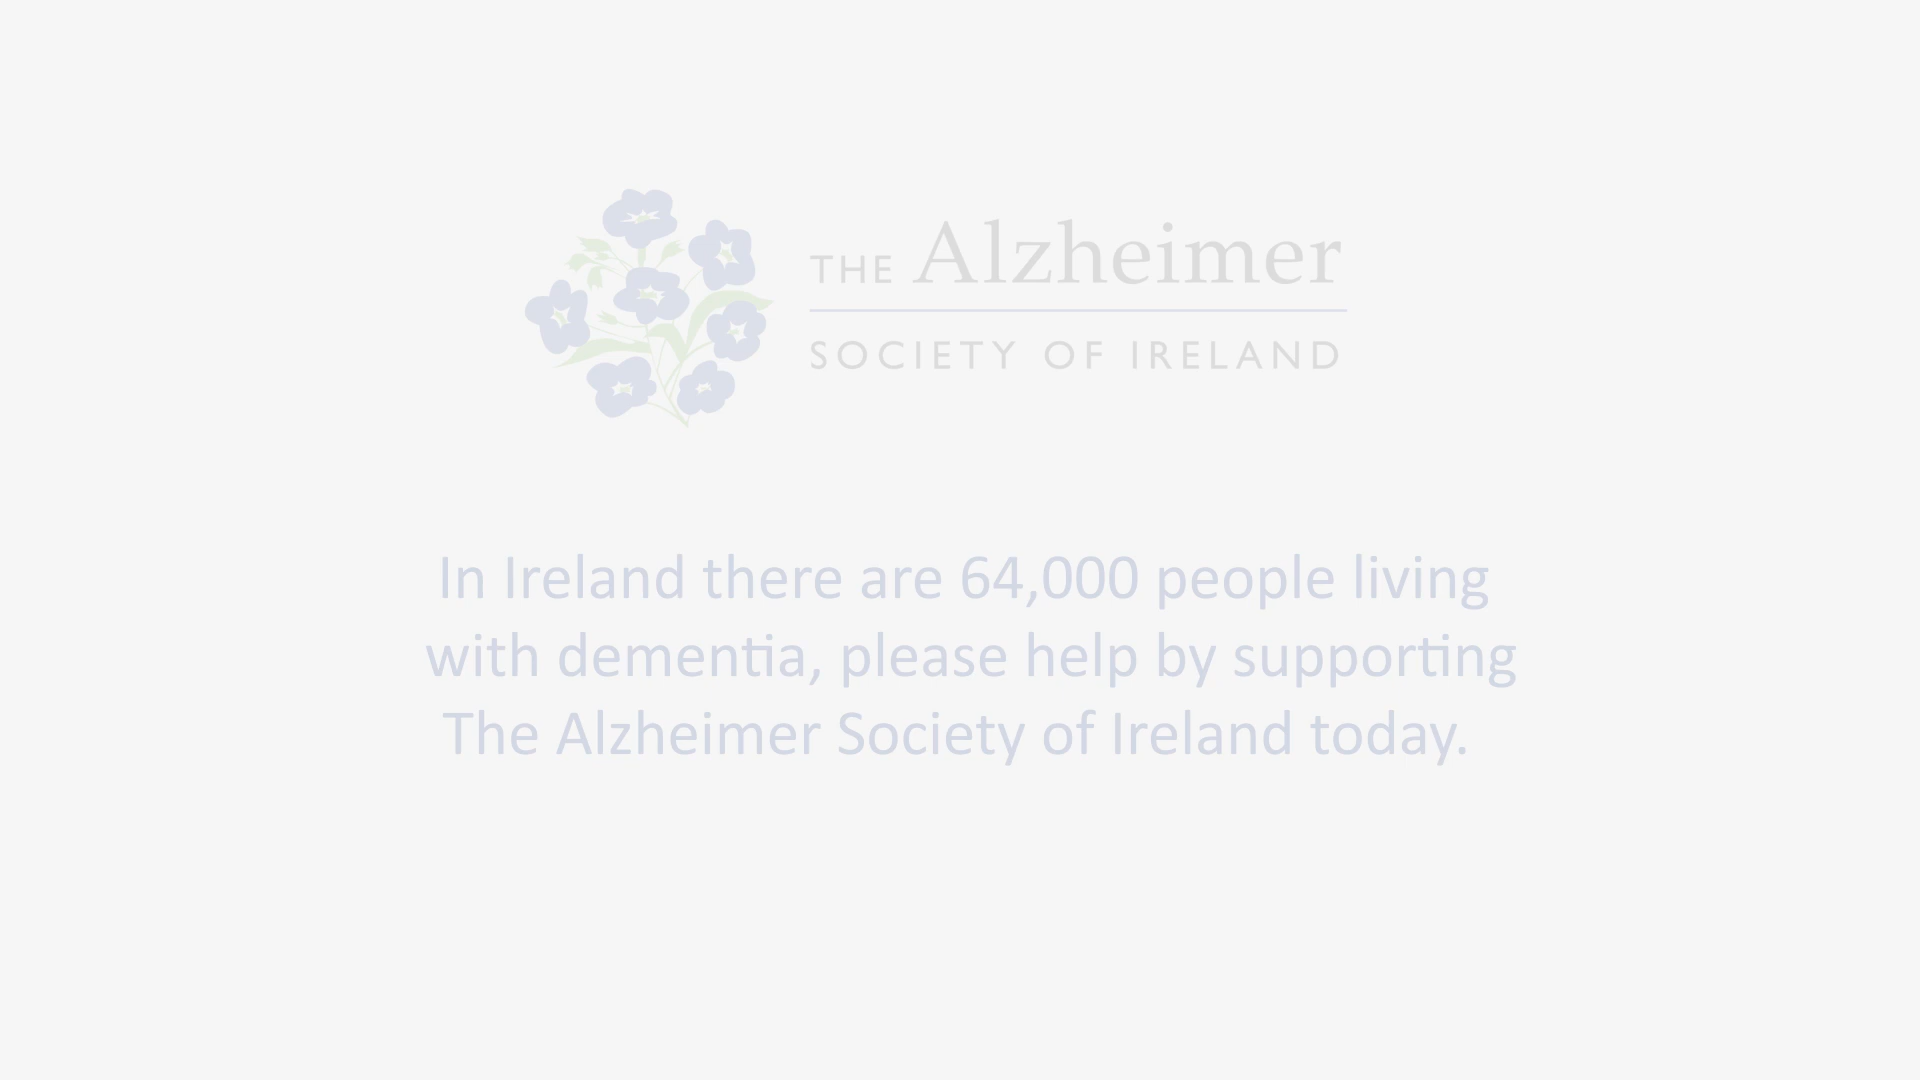 THE Alzheimer
SOCIETY OF IRELAND
In Ireland there are 64,000 people living
with dementia, please help by supporting
The Alzheimer Society of Ireland today.